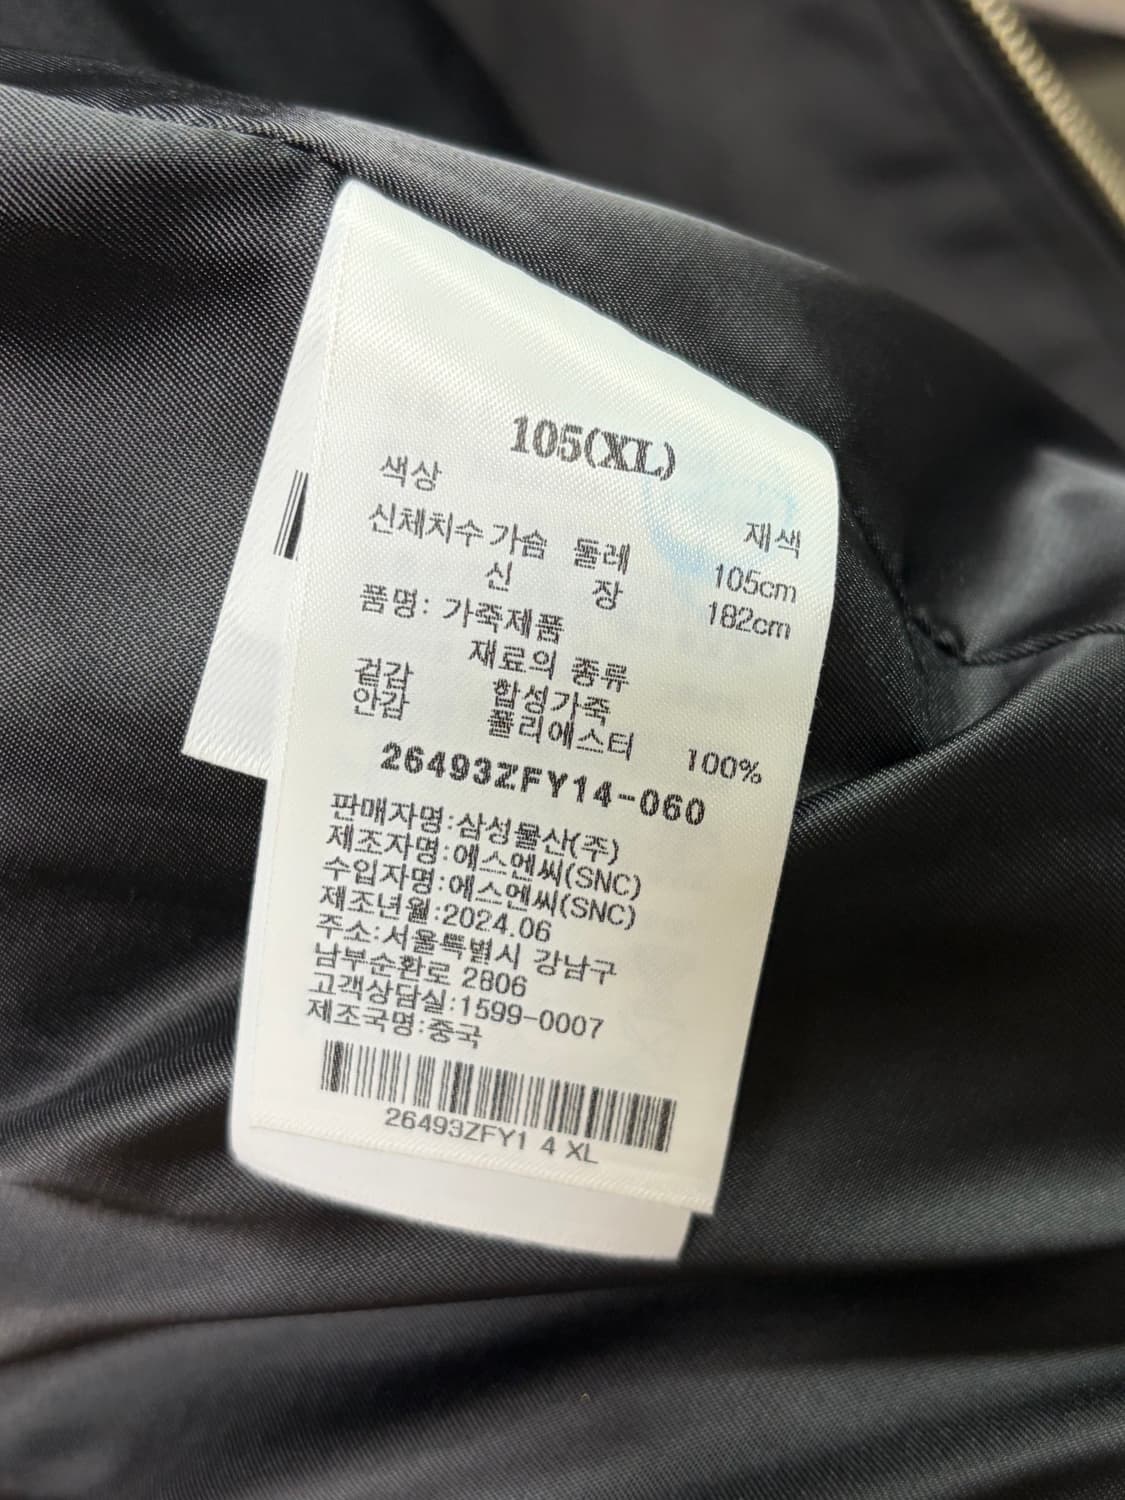 105(XL)
색상 재색
신체치수 가슴 둘레 105cm
신 장 182cm
품명: 가죽제품
재료의 종류
겉감 합성가죽
안감 폴리에스터 100%
26493ZFY14-060
판매자명:삼성물산(주)
제조자명:에스엔씨(SNC)
수입자명:에스엔씨(SNC)
제조년월:2024.06
주소:서울특별시 강남구
남부순환로 2806
고객상담실:1599-0007
제조국명:중국
26493ZFY1 4 XL